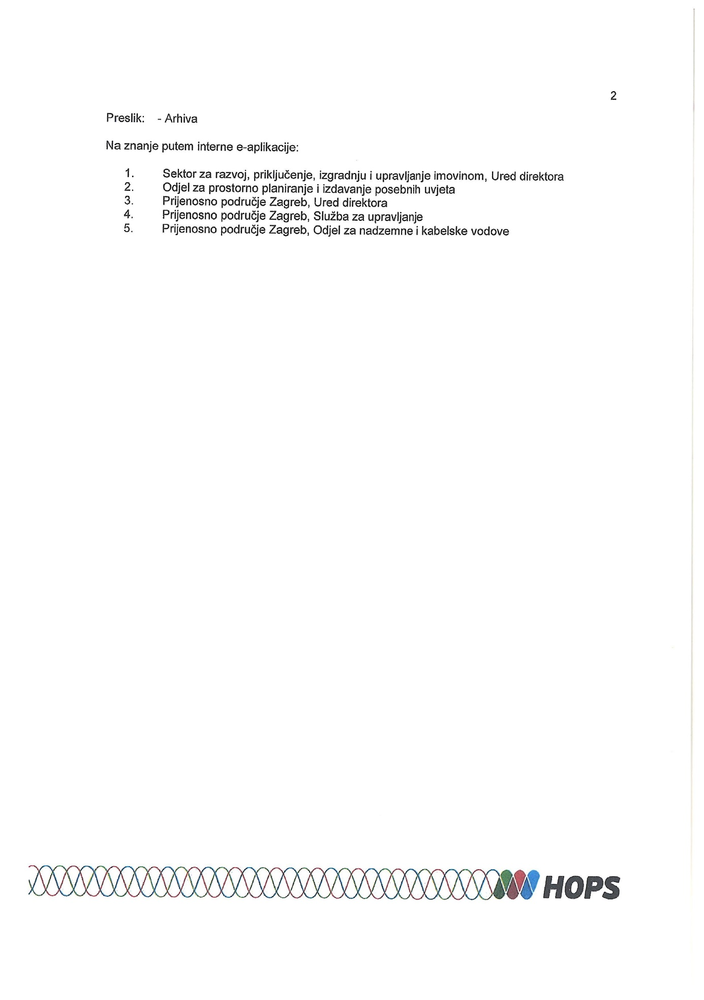 2
Preslik: - Arhiva
Na znanje putem interne e-aplikacije:
1. Sektor za razvoj, priključenje, izgradnju i upravljanje imovinom, Ured direktora
2. Odjel za prostorno planiranje i izdavanje posebnih uvjeta
3. Prijenosno područje Zagreb, Ured direktora
4. Prijenosno područje Zagreb, Služba za upravljanje
5. Prijenosno područje Zagreb, Odjel za nadzemne i kabelske vodove
HOPS